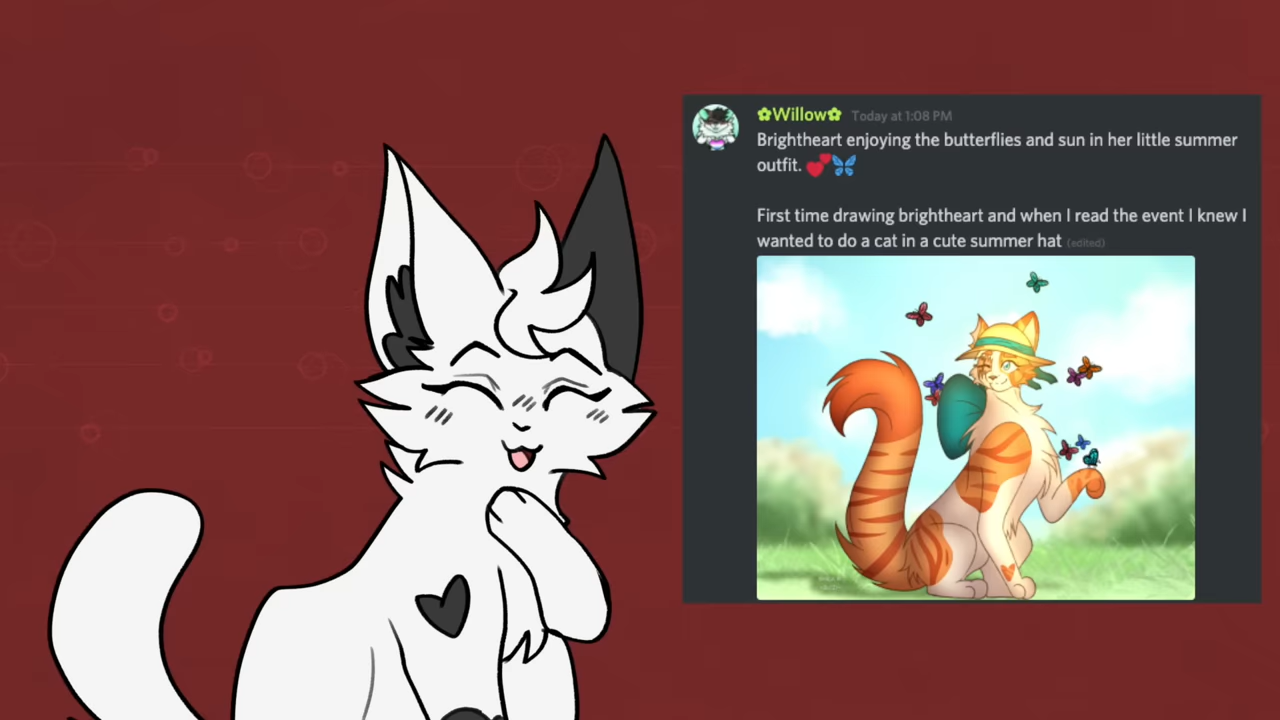 ✿Willow✿ Today at 1:08 PM
Brightheart enjoying the butterflies and sun in her little summer
outfit. 💕🦋
First time drawing brightheart and when I read the event I knew I
wanted to do a cat in a cute summer hat (edited)